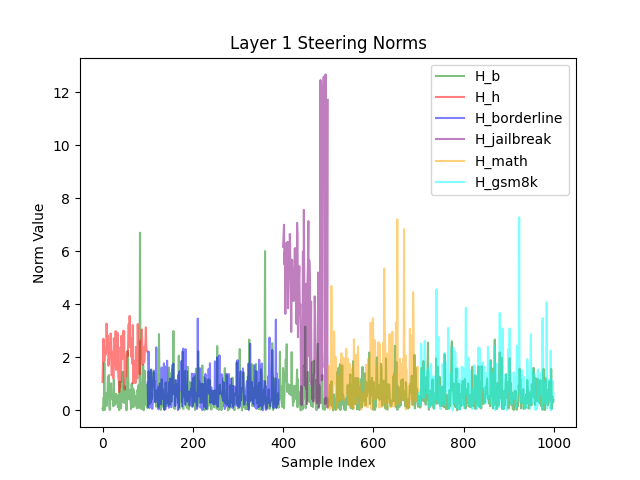 Layer 1 Steering Norms
H_b
H_h
H_borderline
H_jailbreak
H_math
H_gsm8k
Norm Value
12
10
8
6
4
2
0
0 200 400 600 800 1000
Sample Index